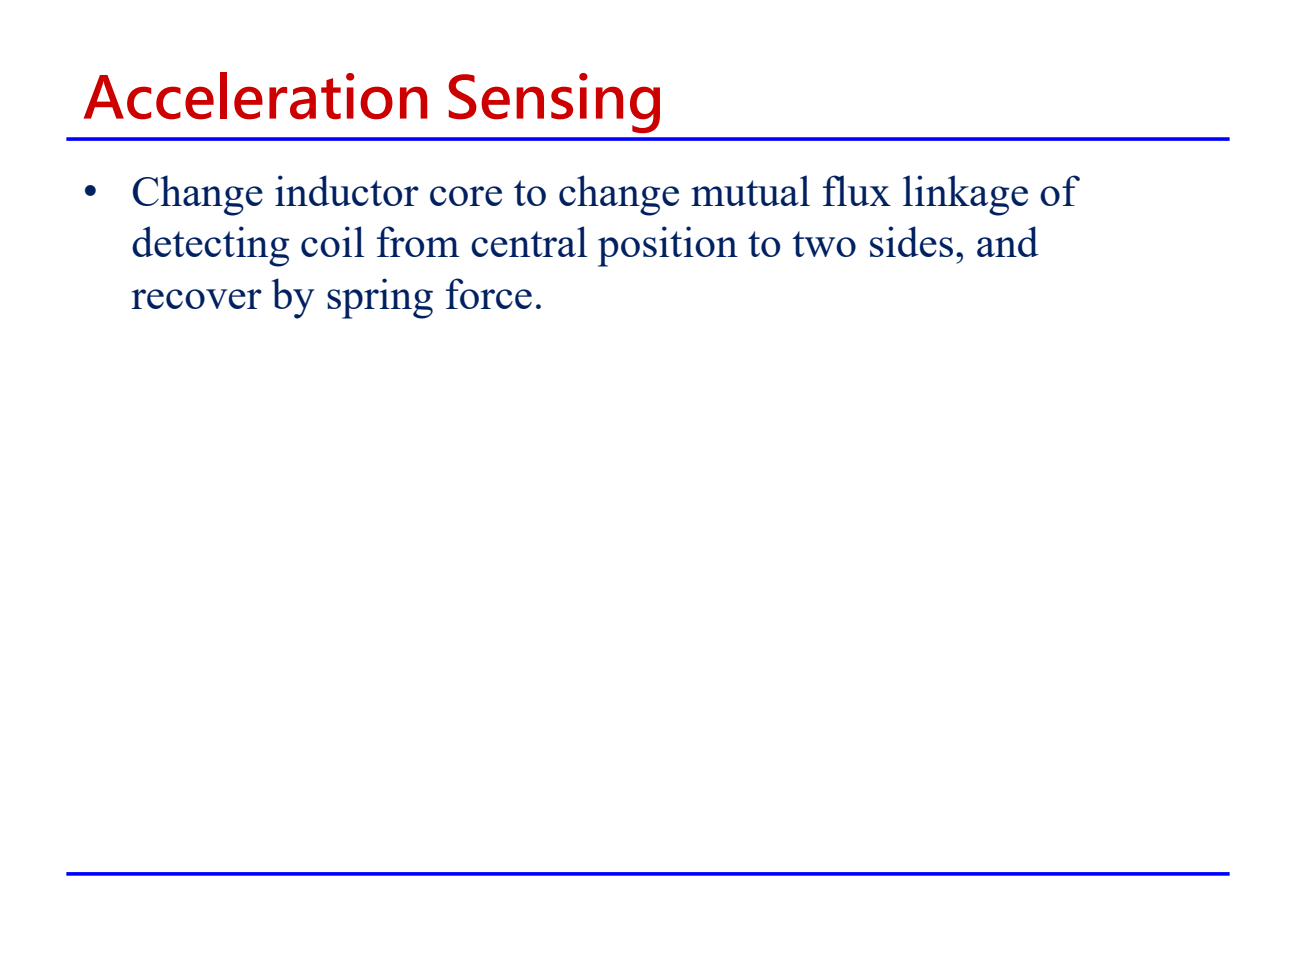 Acceleration Sensing
• Change inductor core to change mutual flux linkage of
detecting coil from central position to two sides, and
recover by spring force.